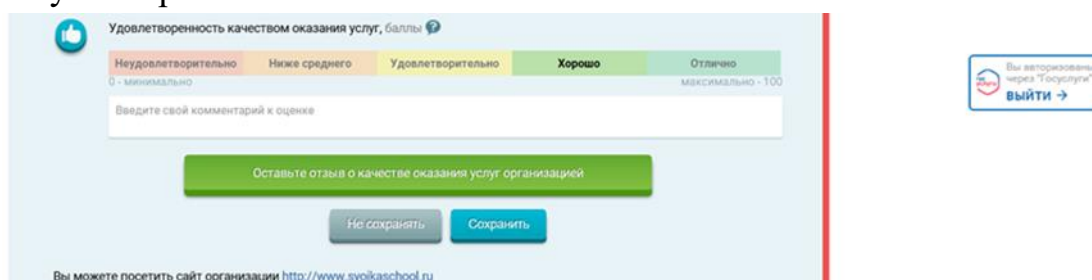 Удовлетворенность качеством оказания услуг, баллы
Неудовлетворительно Ниже среднего Удовлетворительно Хорошо Отлично
0 - минимально максимально - 100
Введите свой комментарий к оценке
Оставьте отзыв о качестве оказания услуг организацией
Не сохранять Сохранить
Вы можете посетить сайт организации http://www.svoikaschool.ru
Вы авторизованы
через "Госуслуги"
ВЫЙТИ →